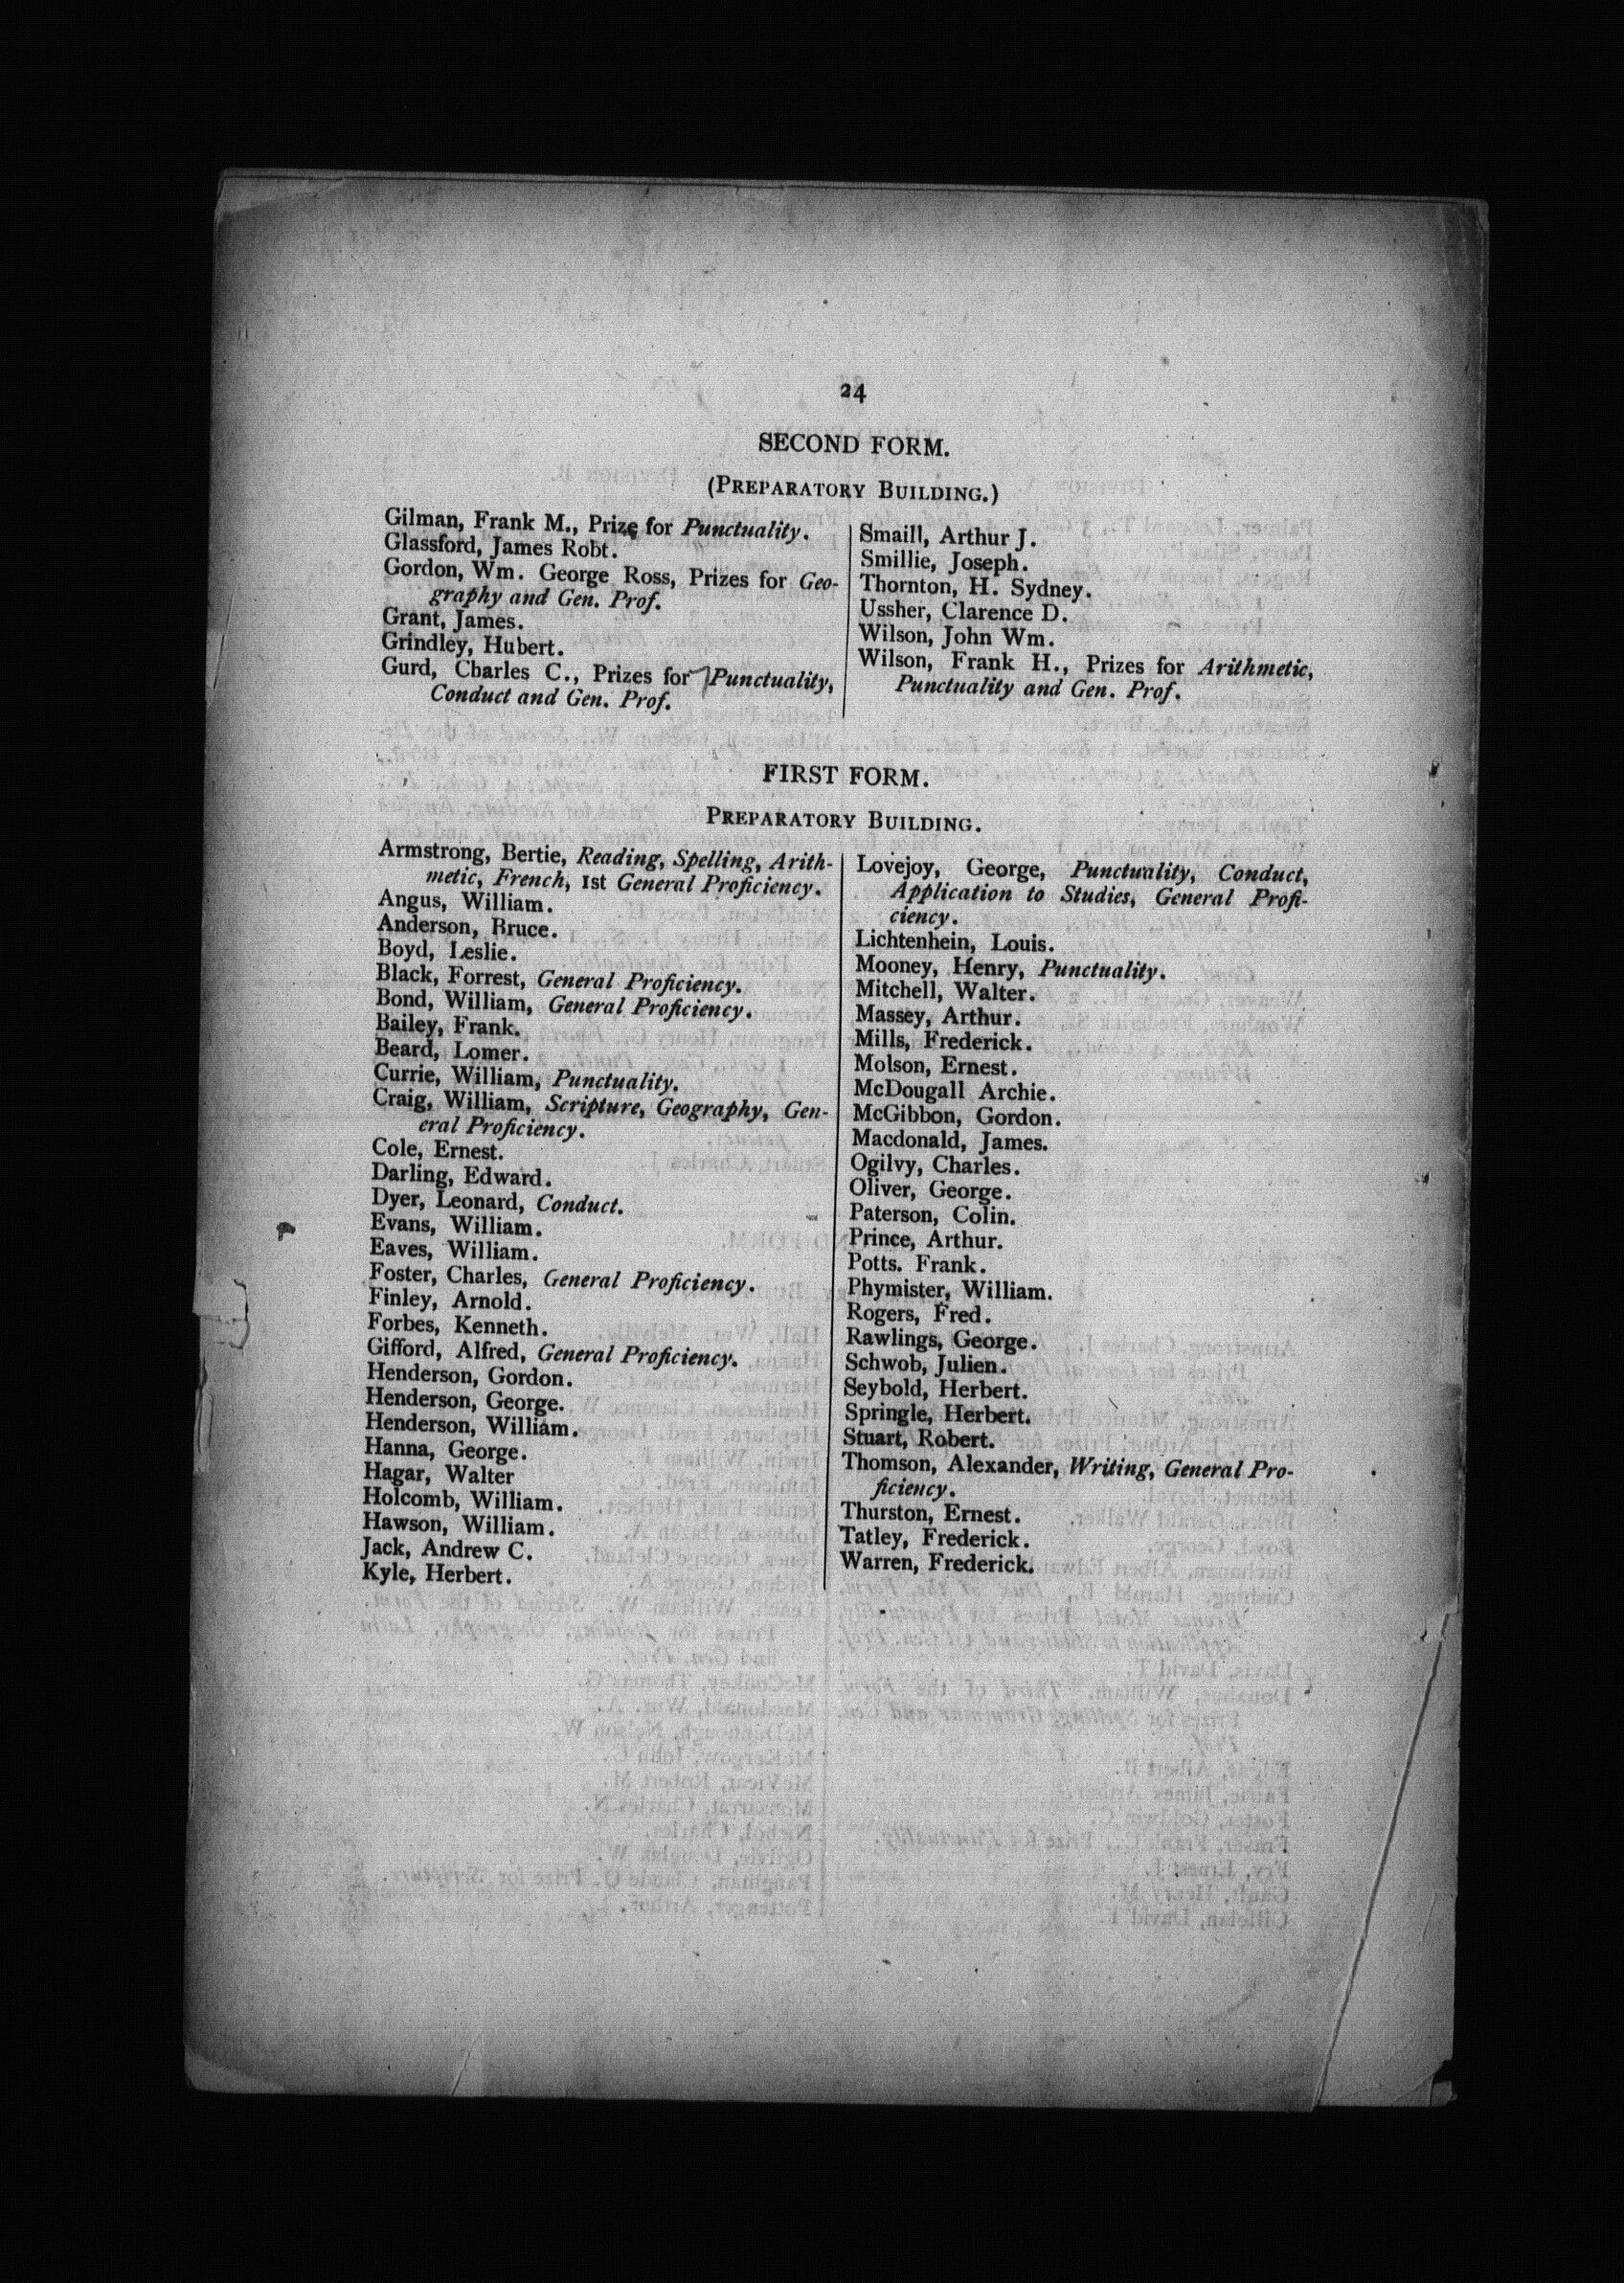 24
SECOND FORM.
(PREPARATORY BUILDING.)
Gilman, Frank M., Prize for Punctuality.
Glassford, James Robt.
Gordon, Wm. George Ross, Prizes for Geo-
graphy and Gen. Prof.
Grant, James.
Grindley, Hubert.
Gurd, Charles C., Prizes for Punctuality,
Conduct and Gen. Prof.
Smaill, Arthur J.
Smillie, Joseph.
Thornton, H. Sydney.
Ussher, Clarence D.
Wilson, John Wm.
Wilson, Frank H., Prizes for Arithmetic,
Punctuality and Gen. Prof.
FIRST FORM.
PREPARATORY BUILDING.
Armstrong, Bertie, Reading, Spelling, Arith-
metic, French, 1st General Proficiency.
Angus, William.
Anderson, Bruce.
Boyd, Leslie.
Black, Forrest, General Proficiency.
Bond, William, General Proficiency.
Bailey, Frank.
Beard, Lomer.
Currie, William, Punctuality.
Craig, William, Scripture, Geography, Gen-
eral Proficiency.
Cole, Ernest.
Darling, Edward.
Dyer, Leonard, Conduct.
Evans, William.
Eaves, William.
Foster, Charles, General Proficiency.
Finley, Arnold.
Forbes, Kenneth.
Gifford, Alfred, General Proficiency.
Henderson, Gordon.
Henderson, George.
Henderson, William.
Hanna, George.
Hagar, Walter
Holcomb, William.
Hawson, William.
Jack, Andrew C.
Kyle, Herbert.
Lovejoy, George, Punctuality, Conduct,
Application to Studies, General Profi-
ciency.
Lichtenhein, Louis.
Mooney, Henry, Punctuality.
Mitchell, Walter.
Massey, Arthur.
Mills, Frederick.
Molson, Ernest.
McDougall Archie.
McGibbon, Gordon.
Macdonald, James.
Ogilvy, Charles.
Oliver, George.
Paterson, Colin.
Prince, Arthur.
Potts. Frank.
Phymister, William.
Rogers, Fred.
Rawlings, George.
Schwob, Julien.
Seybold, Herbert.
Springle, Herbert.
Stuart, Robert.
Thomson, Alexander, Writing, General Pro-
ficiency.
Thurston, Ernest.
Tatley, Frederick.
Warren, Frederick.